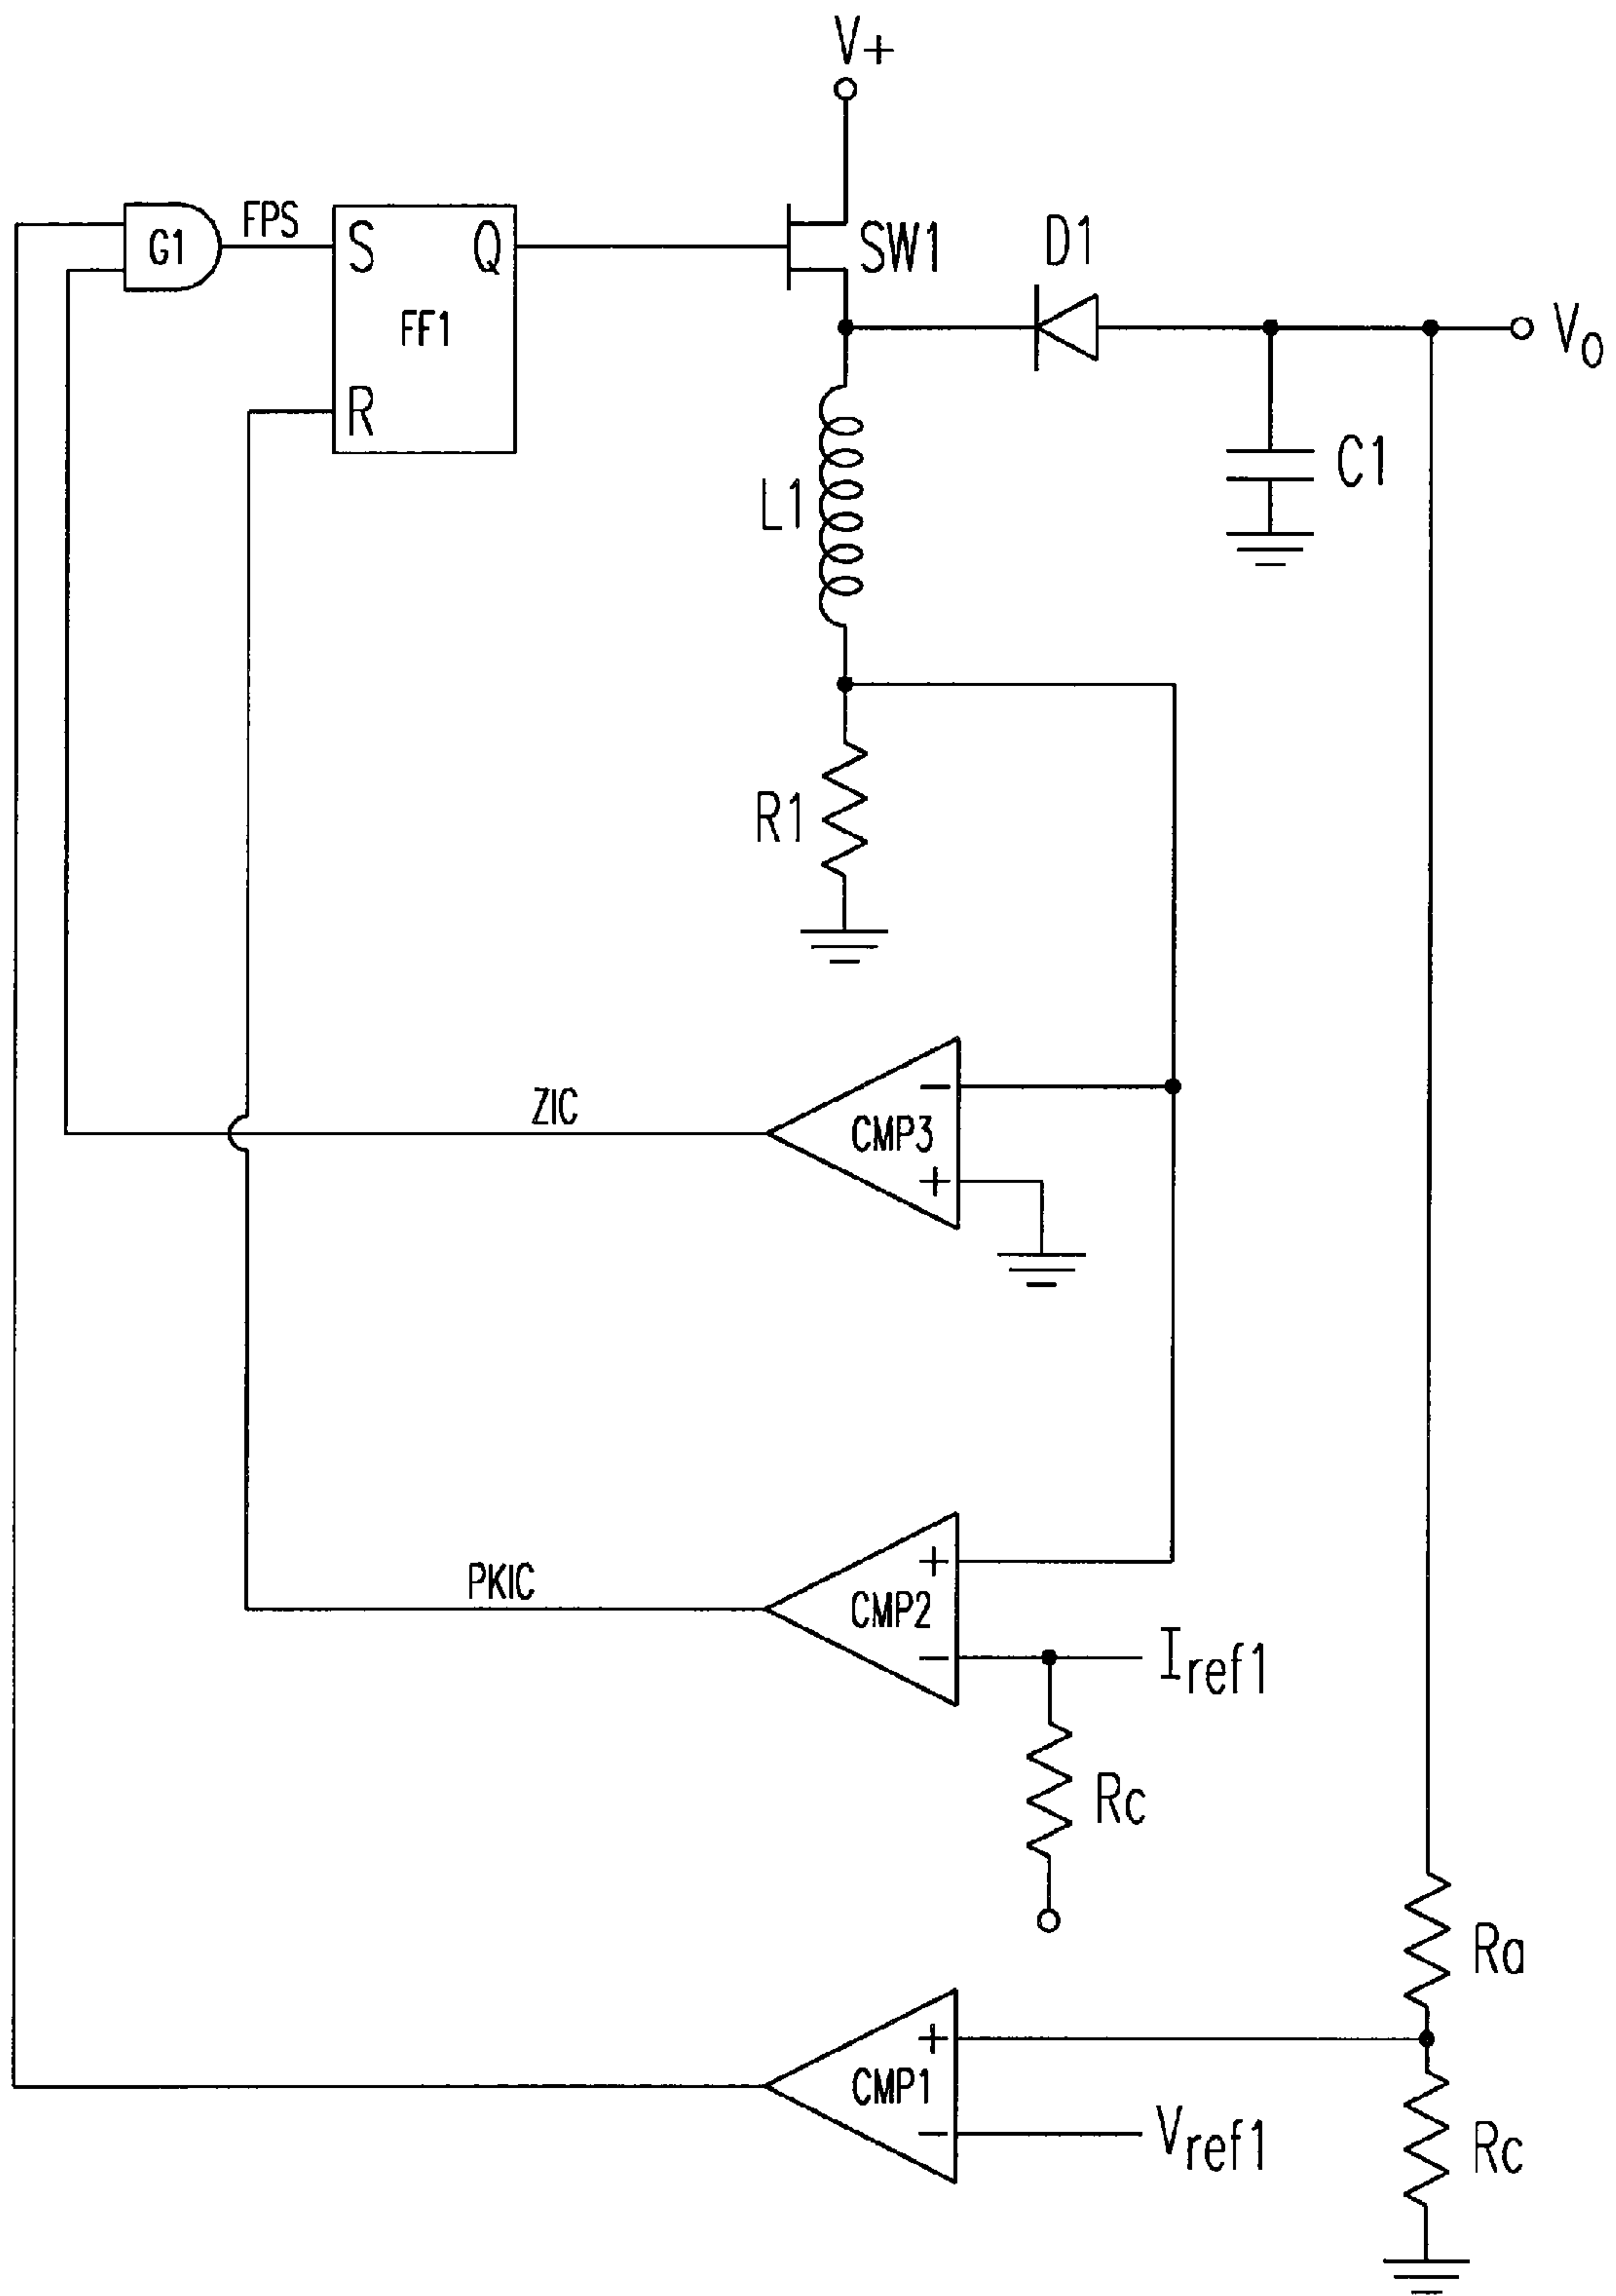 V+
G1
FPS
S
Q
FF1
R
SW1
D1
Vo
L1
C1
R1
ZIC
−
CMP3
+
PKIC
+
CMP2
−
Iref1
Rc
Ra
+
CMP1
−
Vref1
Rc